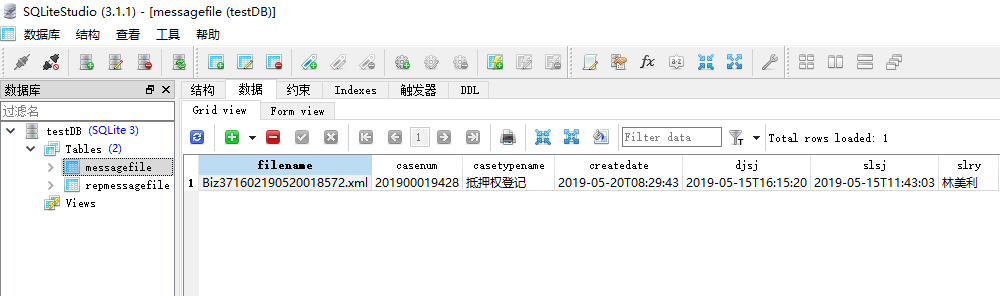 SQLiteStudio (3.1.1) - [messagefile (testDB)]
数据库 结构 查看 工具 帮助
数据库
过滤名
testDB (SQLite 3)
Tables (2)
messagefile
repmessagefile
Views
结构 数据 约束 Indexes 触发器 DDL
Grid view Form view
1 Filter data Total rows loaded: 1
filename casenum casetypename createdate djsj slsj slry
1 Biz371602190520018572.xml 201900019428 抵押权登记 2019-05-20T08:29:43 2019-05-15T16:15:20 2019-05-15T11:43:03 林美利